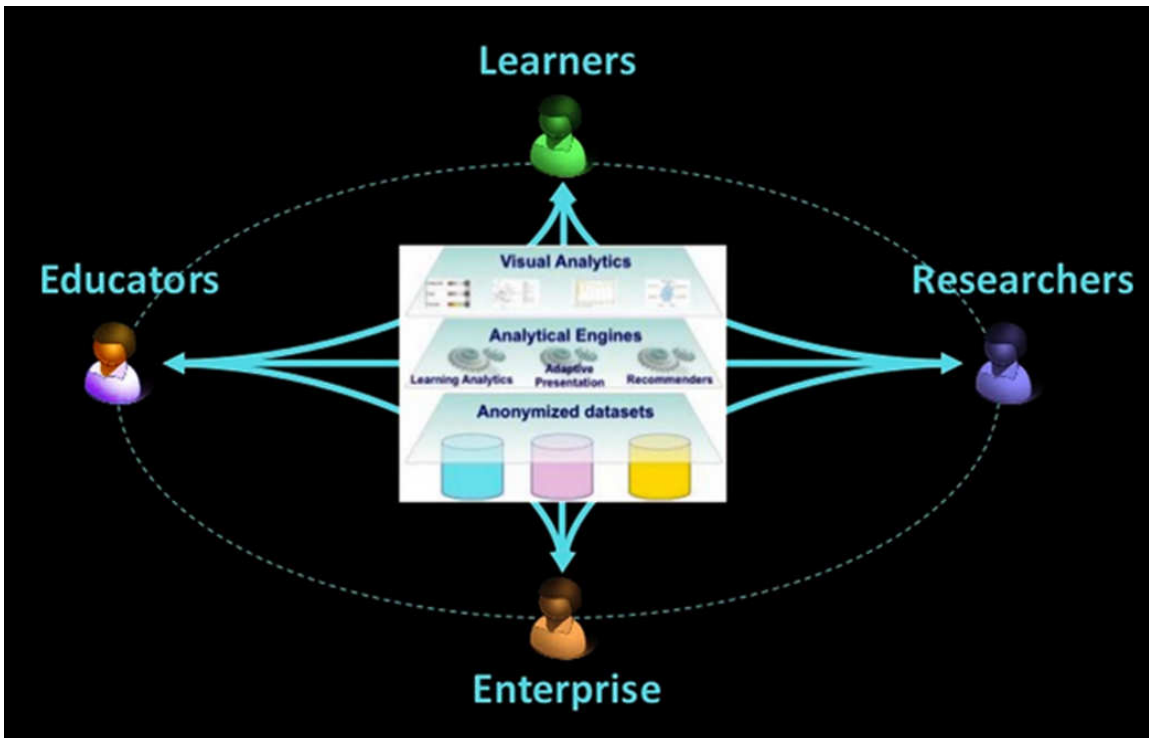 Learners
Educators
Researchers
Visual Analytics
Analytical Engines
Learning Analytics
Adaptive
Presentation
Recommenders
Anonymized datasets
Enterprise